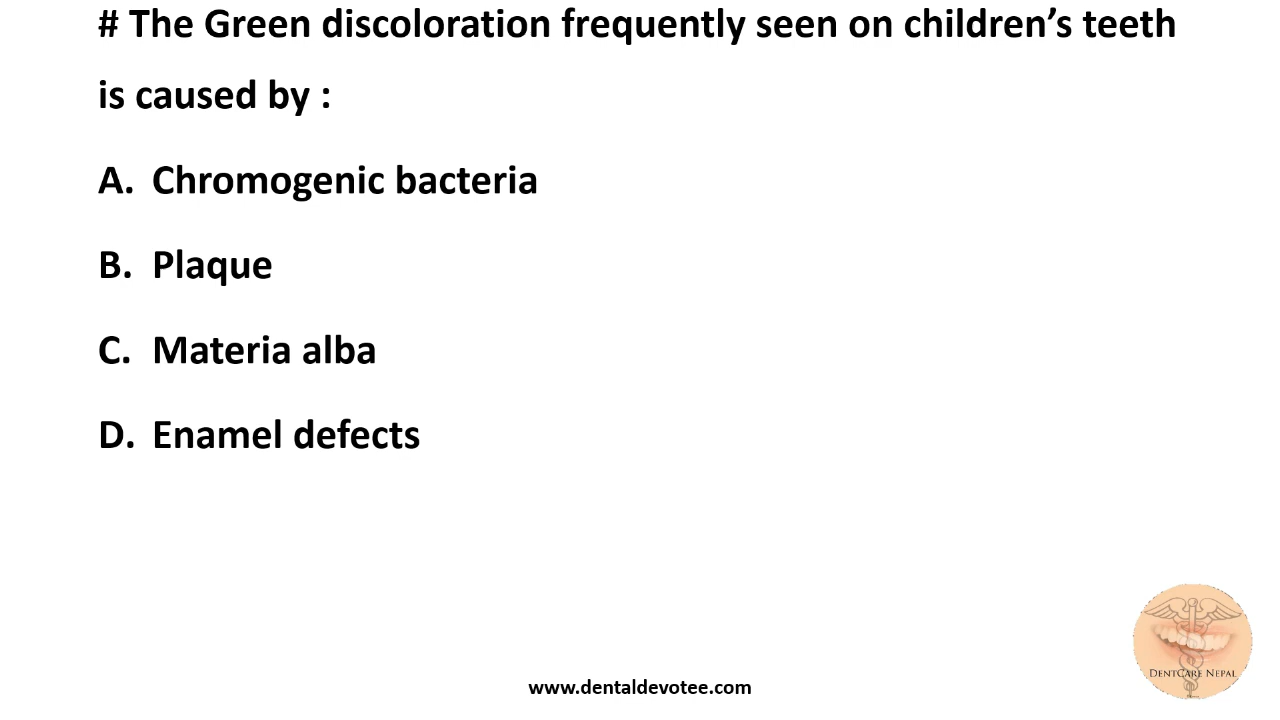 # The Green discoloration frequently seen on children’s teeth
is caused by :
A. Chromogenic bacteria
B. Plaque
C. Materia alba
D. Enamel defects
DentCare Nepal
www.dentaldevotee.com